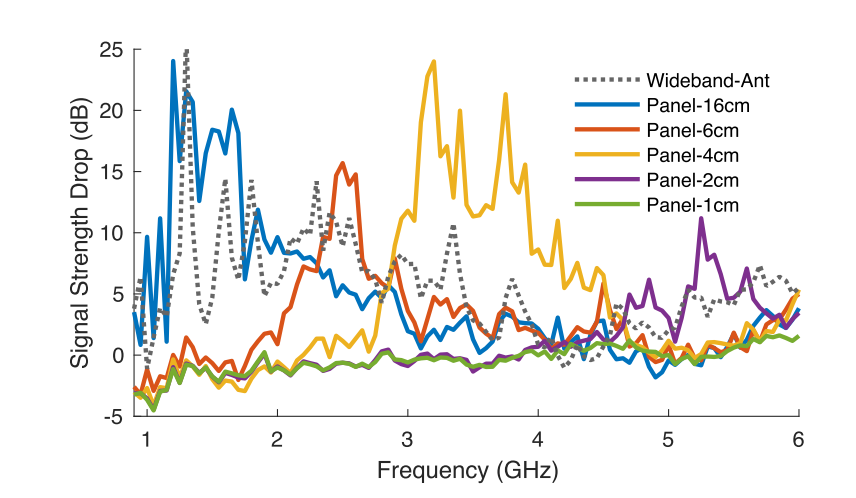 25
20
15
10
5
0
-5
Signal Strength Drop (dB)
Wideband-Ant
Panel-16cm
Panel-6cm
Panel-4cm
Panel-2cm
Panel-1cm
1 2 3 4 5 6
Frequency (GHz)